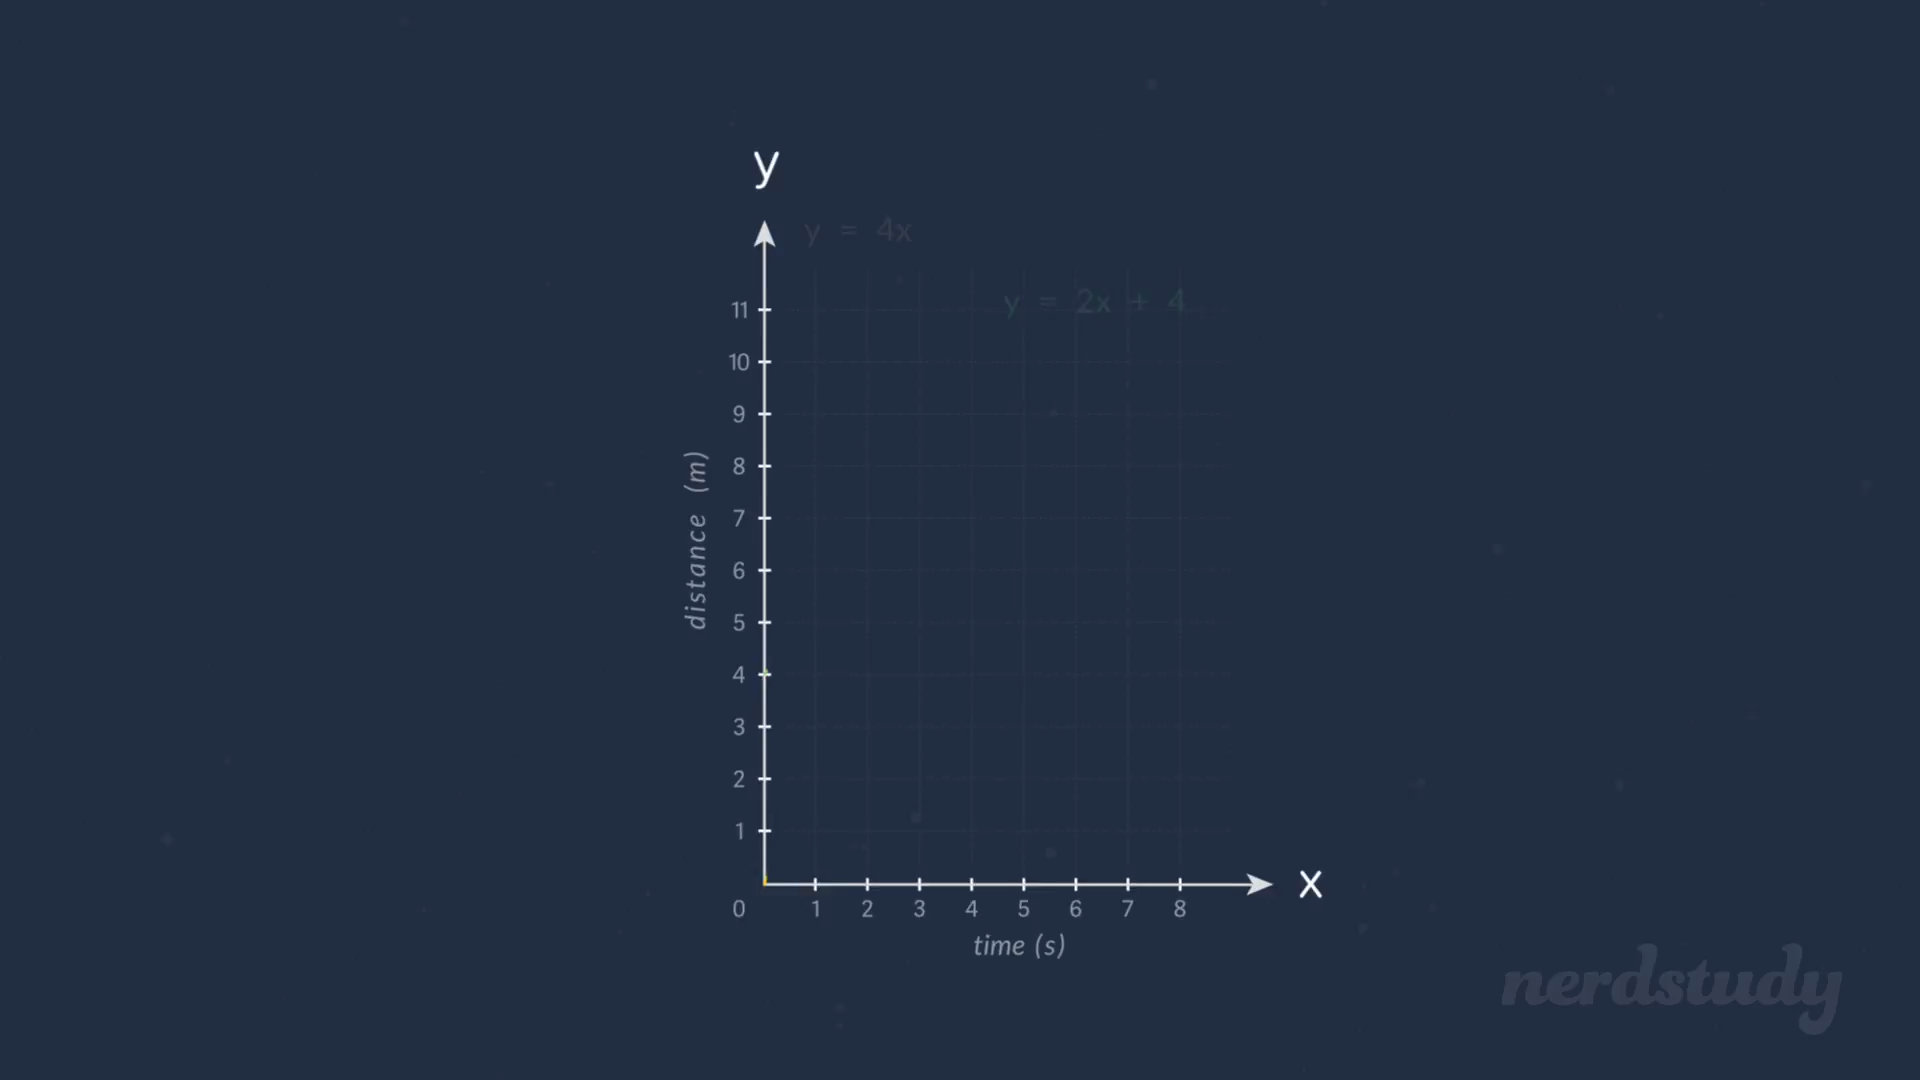 y
y = 4x
y = 2x + 4
11
10
9
8
7
6
5
4
3
2
1
distance (m)
0 1 2 3 4 5 6 7 8
x
time (s)
nerdstudy